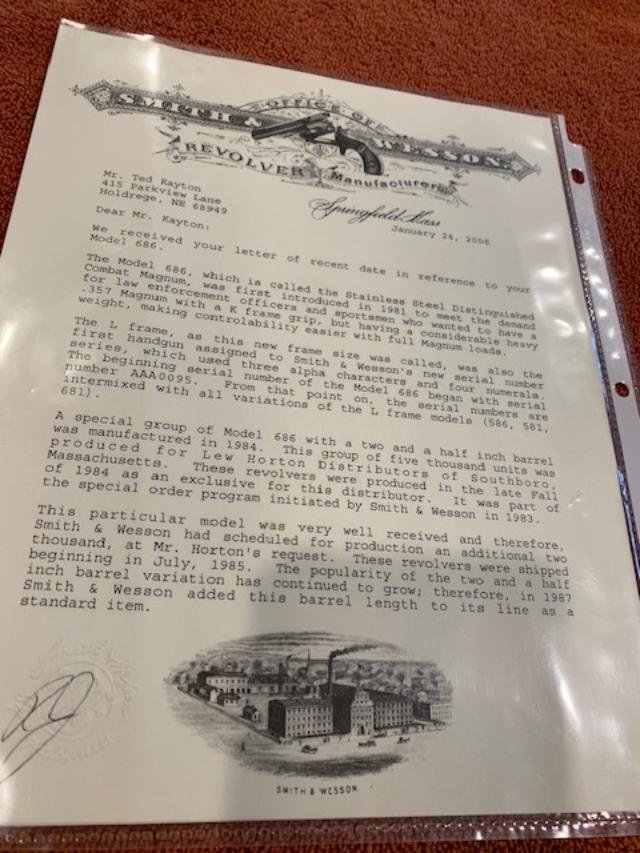 OFFICE OF
SMITH & WESSON,
REVOLVER Manufacturers
Springfield, Mass
Mr. Ted Kayton
415 Parkview Lane
Holdrege, NE 68949
January 24, 2006
Dear Mr. Kayton:
We received your letter of recent date in reference to your
Model 686.
The Model 686, which is called the Stainless Steel Distinguished
Combat Magnum, was first introduced in 1981 to meet the demand
for law enforcement officers and sportsmen who wanted to have a
.357 Magnum with a K frame grip, but having a considerable heavy
weight, making controlability easier with full Magnum loads.
The L frame, as this new frame size was called, was also the
first handgun assigned to Smith & Wesson's new serial number
series, which used three alpha characters and four numerals.
The beginning serial number of the Model 686 began with serial
number AAA0095. From that point on, the serial numbers are
intermixed with all variations of the L frame models (586, 581,
681).
A special group of Model 686 with a two and a half inch barrel
was manufactured in 1984. This group of five thousand units was
produced for Lew Horton Distributors of Southboro,
Massachusetts. These revolvers were produced in the late Fall
of 1984 as an exclusive for this distributor. It was part of
the special order program initiated by Smith & Wesson in 1983.
This particular model was very well received and therefore,
Smith & Wesson had scheduled for production an additional two
thousand, at Mr. Horton's request. These revolvers were shipped
beginning in July, 1985. The popularity of the two and a half
inch barrel variation has continued to grow; therefore, in 1987
Smith & Wesson added this barrel length to its line as a
standard item.
SMITH & WESSON